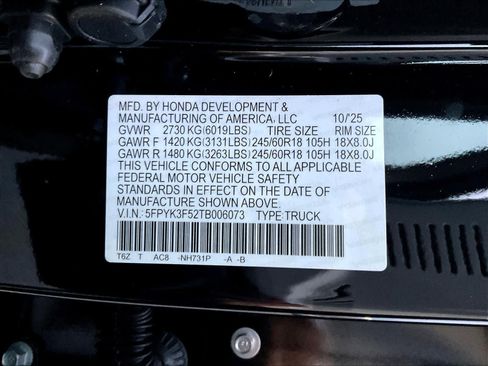 MFD. BY HONDA DEVELOPMENT &
MANUFACTURING OF AMERICA, LLC 10/'25
GVWR 2730 KG(6019LBS) TIRE SIZE RIM SIZE
GAWR F 1420 KG(3131LBS) 245/60R18 105H 18X8.0J
GAWR R 1480 KG(3263LBS) 245/60R18 105H 18X8.0J
THIS VEHICLE CONFORMS TO ALL APPLICABLE
FEDERAL MOTOR VEHICLE SAFETY
STANDARDS IN EFFECT ON THE DATE OF
MANUFACTURE SHOWN ABOVE.
V.I.N.: 5FPYK3F52TB006073 TYPE:TRUCK
T6Z T AC8 -NH731P -A -B